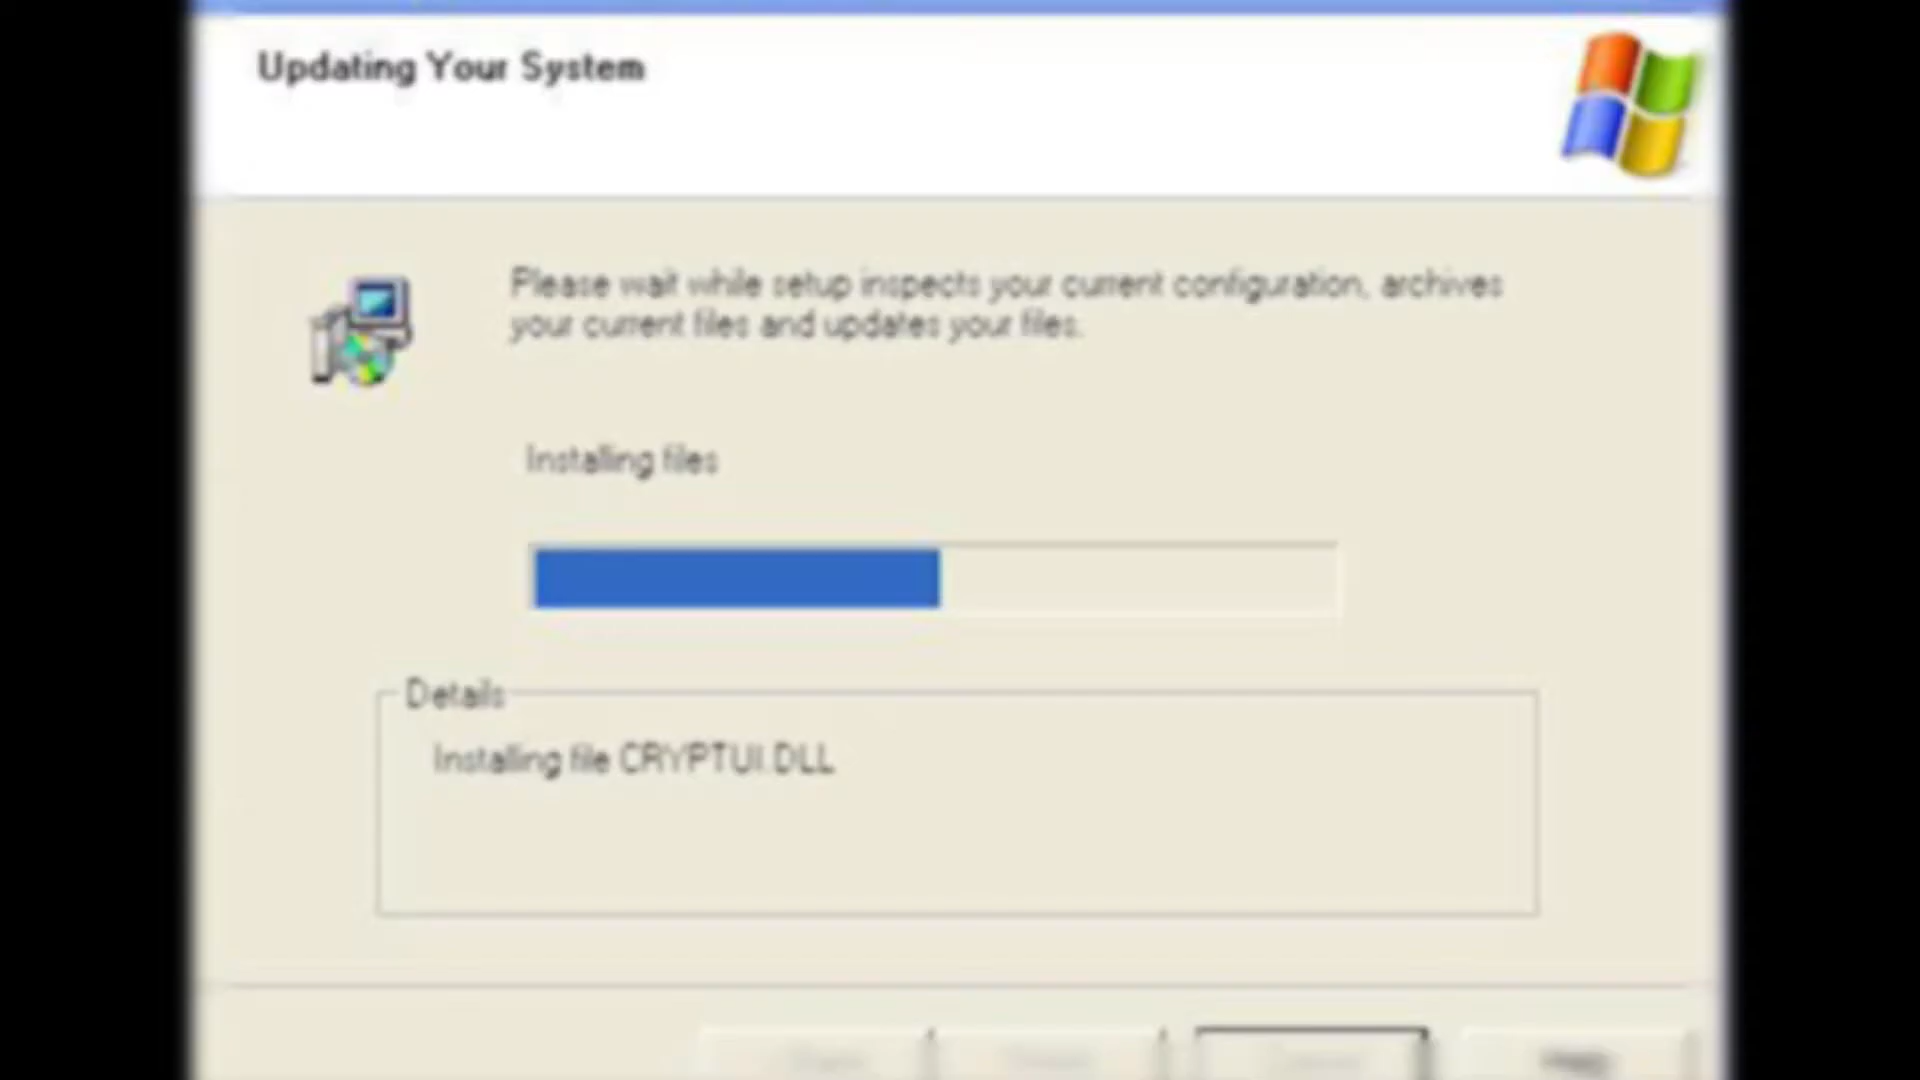 Updating Your System
Please wait while setup inspects your current configuration, archives
your current files and updates your files.
Installing files
Details
Installing file CRYPTUI.DLL
Help